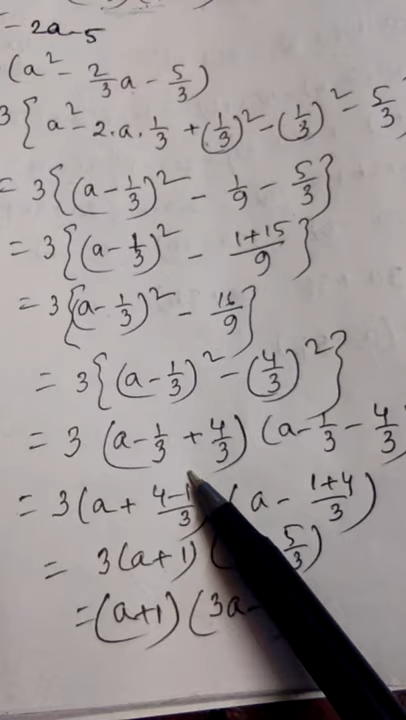 - 2a-5
(a² - 2/3 a - 5/3)
3{a² - 2·a·1/3 + (1/3)² - (1/3)² - 5/3
= 3{(a - 1/3)² - 1/9 - 5/3}
= 3{(a - 1/3)² - (1+15)/9}
= 3{(a - 1/3)² - 16/9}
= 3{(a - 1/3)² - (4/3)²}
= 3 (a - 1/3 + 4/3) (a - 1/3 - 4/3
= 3(a + (4-1)/3) (a - (1+4)/3)
= 3(a+1) ( 5/3)
= (a+1) (3a -